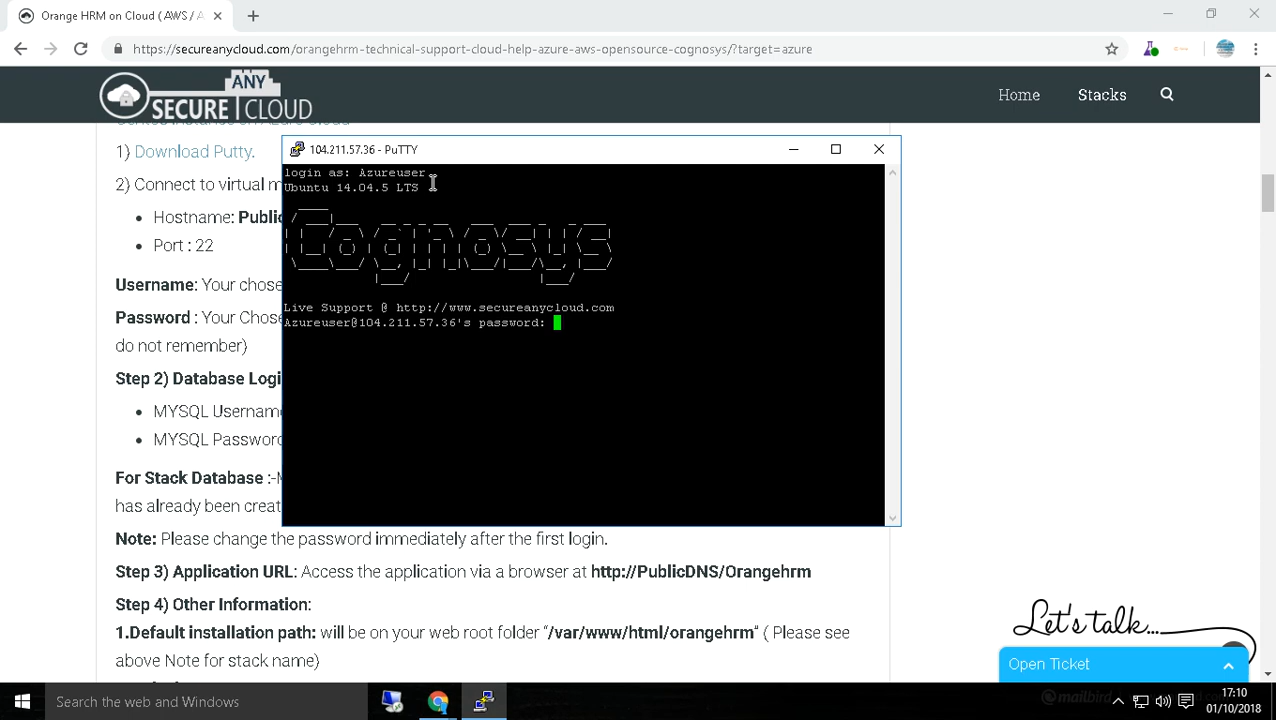 Orange HRM on Cloud ( AWS / A
https://secureanycloud.com/orangehrm-technical-support-cloud-help-azure-aws-opensource-cognosys/?target=azure
ANY
SECURE CLOUD
Home
Stacks
1) Download Putty.
2) Connect to virtual m
Hostname: Public
Port : 22
Username: Your chose
Password : Your Chos
do not remember)
Step 2) Database Logi
MYSQL Username
MYSQL Password
For Stack Database :-M
has already been creat
Note: Please change the password immediately after the first login.
Step 3) Application URL: Access the application via a browser at http://PublicDNS/Orangehrm
Step 4) Other Information:
1.Default installation path: will be on your web root folder “/var/www/html/orangehrm“ ( Please see
above Note for stack name)
104.211.57.36 - PuTTY
login as: Azureuser
Ubuntu 14.04.5 LTS
Cognosys
Live Support @ http://www.secureanycloud.com
Azureuser@104.211.57.36's password:
Let's talk...
Open Ticket
mailbird
Search the web and Windows
17:10
01/10/2018